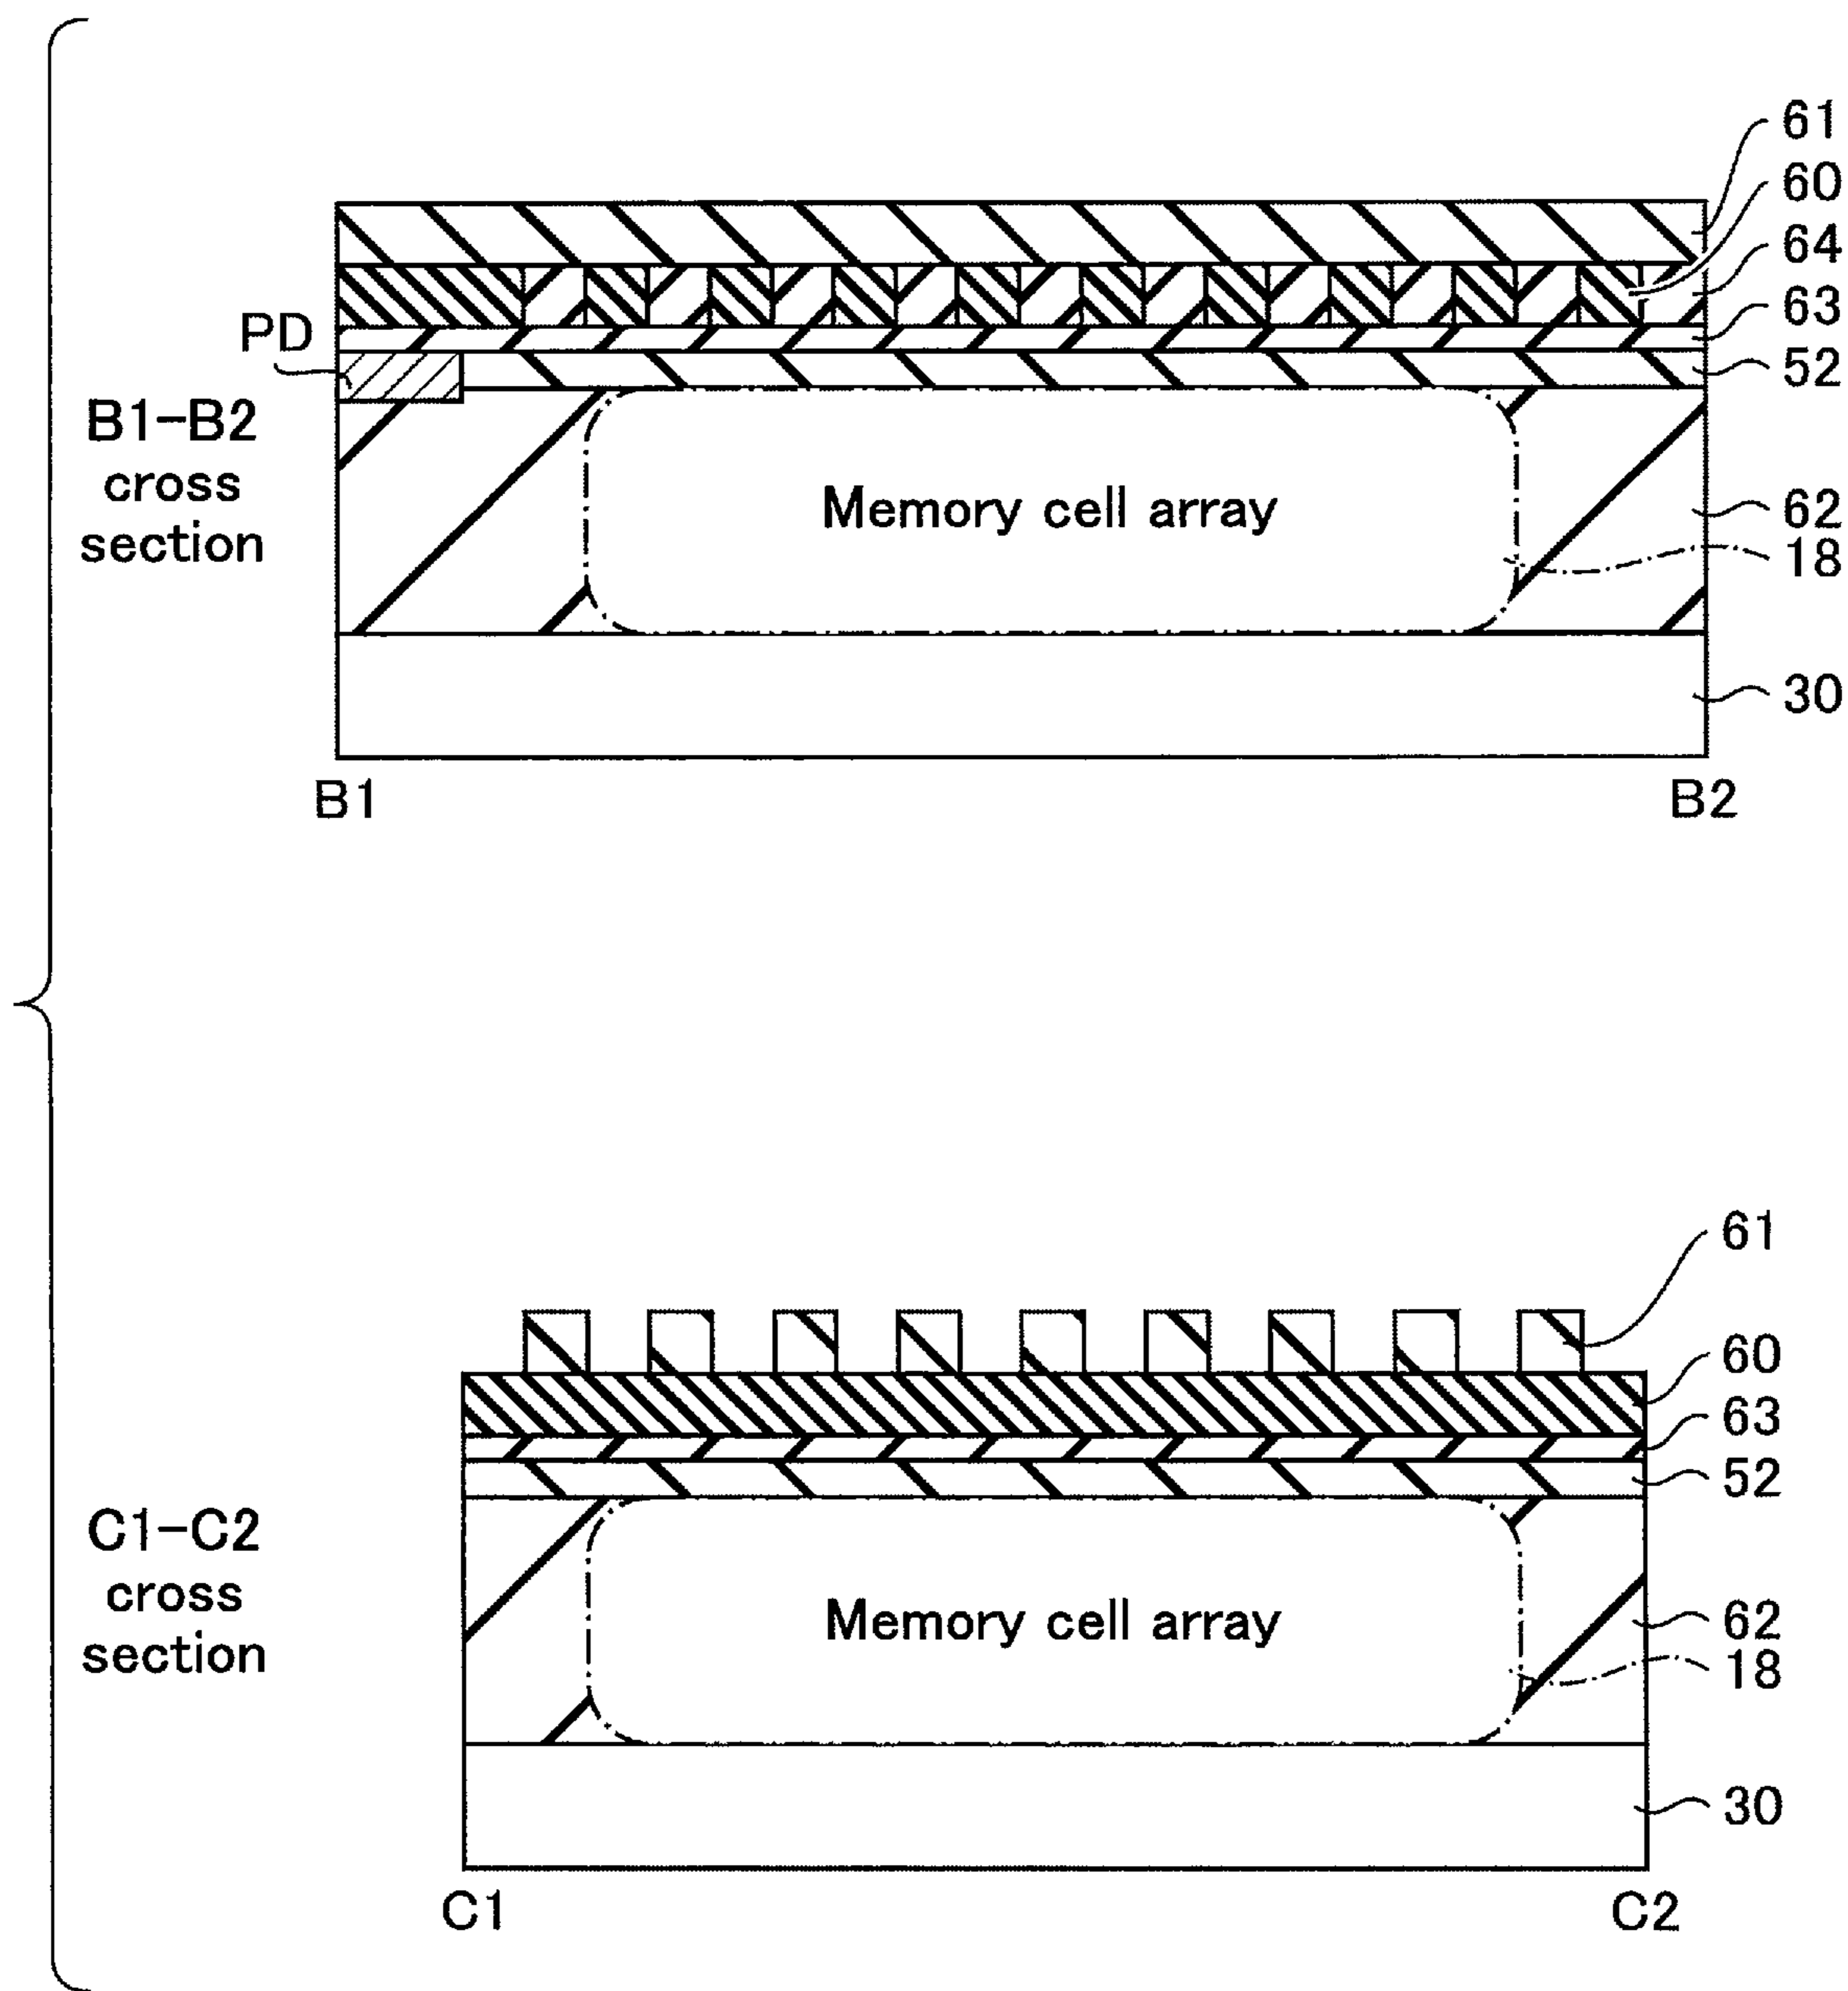 61
60
64
63
PD
52
B1-B2
cross
section
Memory cell array
62
18
30
B1
B2
61
60
63
52
C1-C2
cross
section
Memory cell array
62
18
30
C1
C2